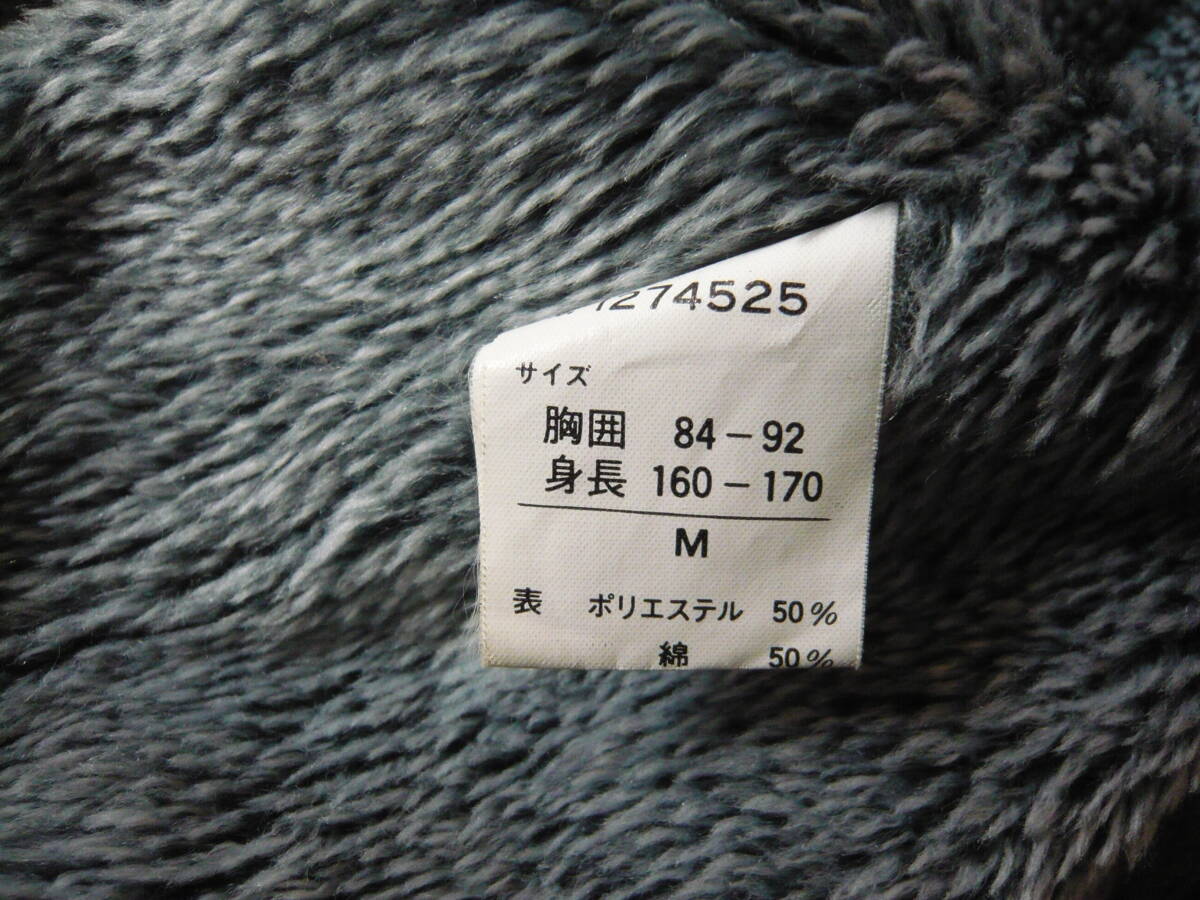 274525
サイズ
胸囲 84-92
身長 160-170
M
表 ポリエステル 50%
綿 50%